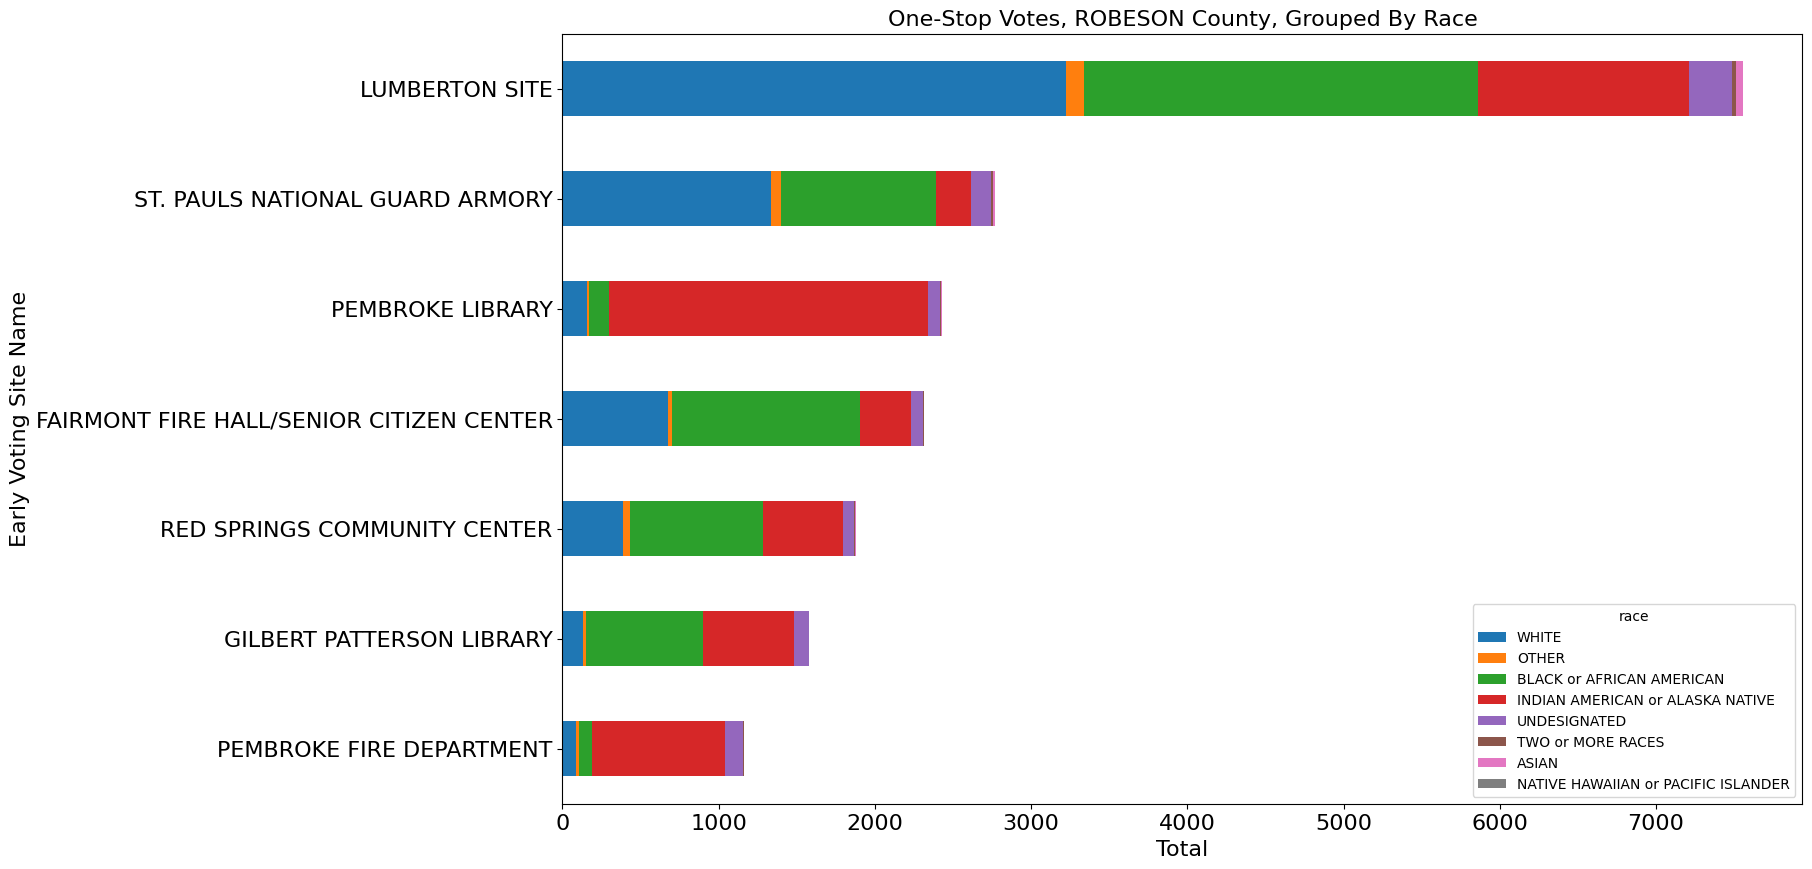 One-Stop Votes, ROBESON County, Grouped By Race
Early Voting Site Name
LUMBERTON SITE
ST. PAULS NATIONAL GUARD ARMORY
PEMBROKE LIBRARY
FAIRMONT FIRE HALL/SENIOR CITIZEN CENTER
RED SPRINGS COMMUNITY CENTER
GILBERT PATTERSON LIBRARY
PEMBROKE FIRE DEPARTMENT
race
WHITE
OTHER
BLACK or AFRICAN AMERICAN
INDIAN AMERICAN or ALASKA NATIVE
UNDESIGNATED
TWO or MORE RACES
ASIAN
NATIVE HAWAIIAN or PACIFIC ISLANDER
0 1000 2000 3000 4000 5000 6000 7000
Total